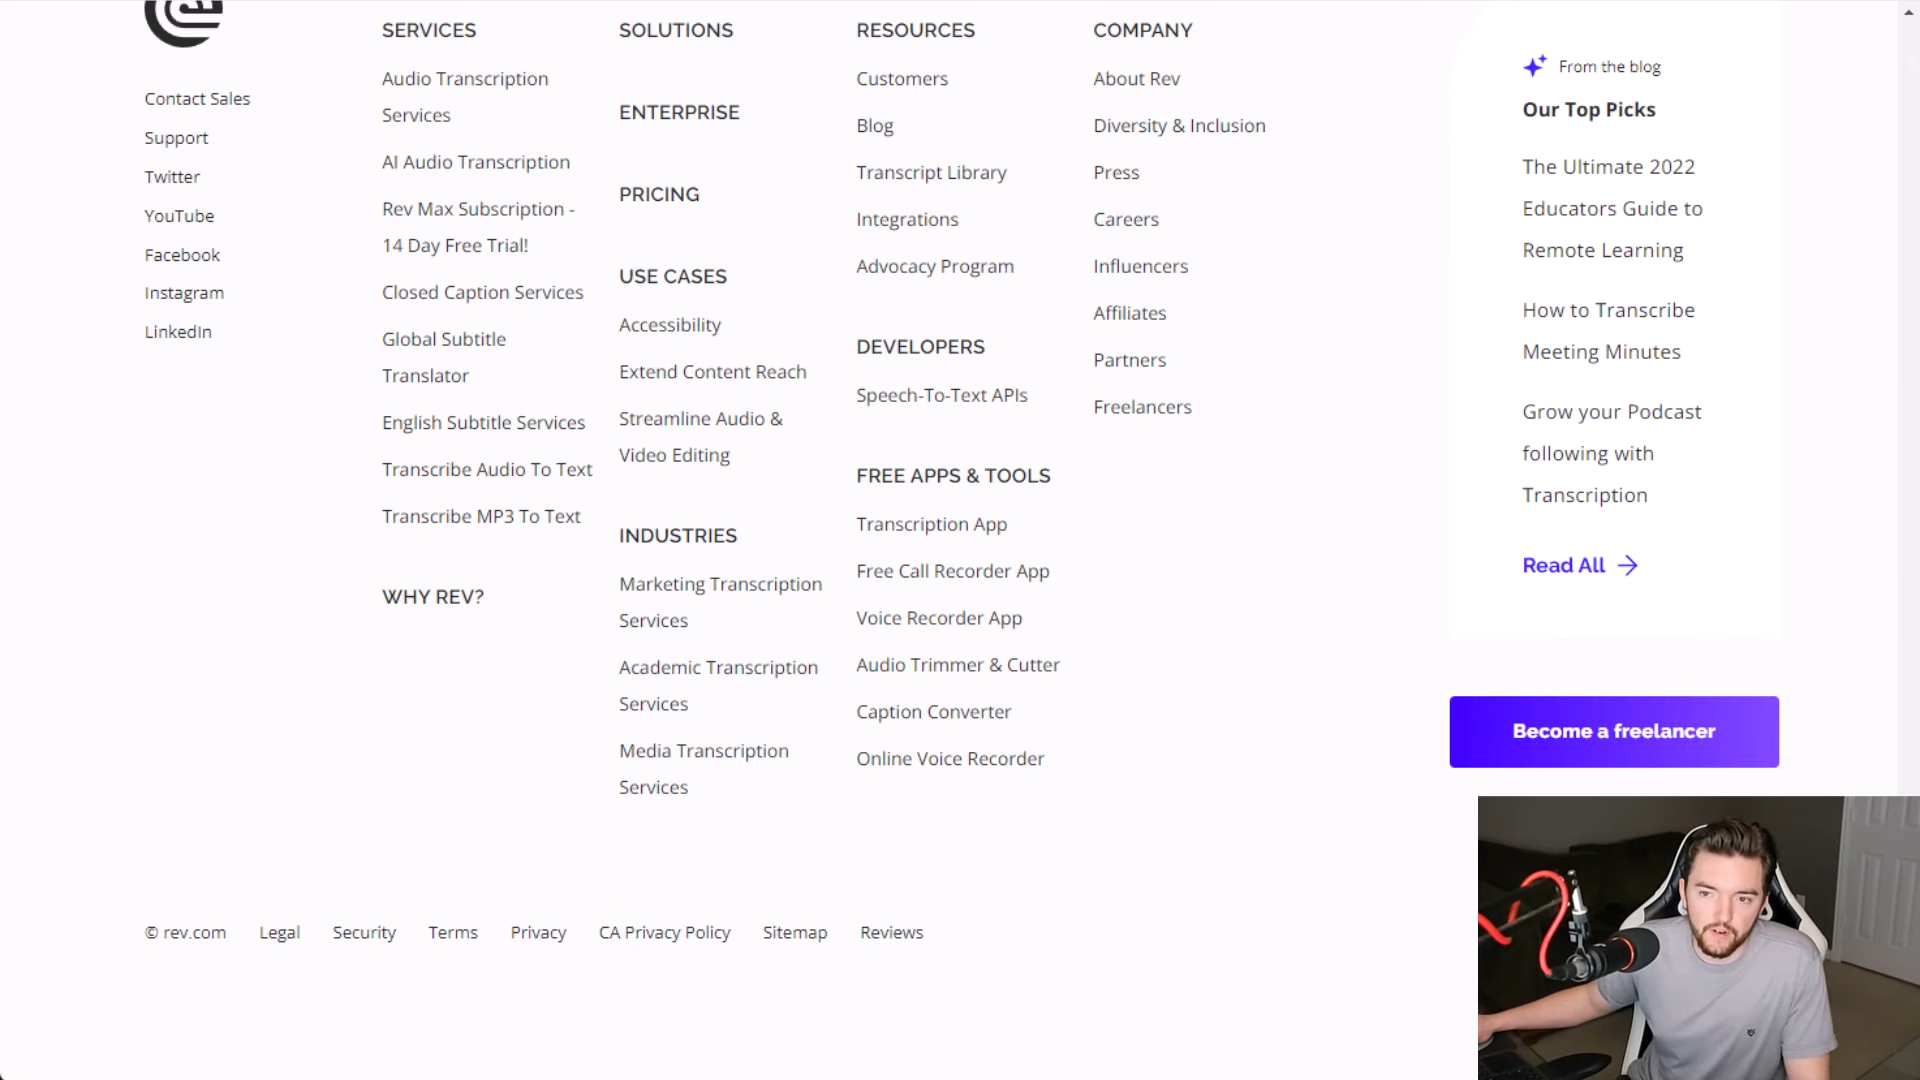 Contact Sales
Support
Twitter
YouTube
Facebook
Instagram
LinkedIn
SERVICES
Audio Transcription
Services
AI Audio Transcription
Rev Max Subscription -
14 Day Free Trial!
Closed Caption Services
Global Subtitle
Translator
English Subtitle Services
Transcribe Audio To Text
Transcribe MP3 To Text
WHY REV?
SOLUTIONS
ENTERPRISE
PRICING
USE CASES
Accessibility
Extend Content Reach
Streamline Audio &
Video Editing
INDUSTRIES
Marketing Transcription
Services
Academic Transcription
Services
Media Transcription
Services
RESOURCES
Customers
Blog
Transcript Library
Integrations
Advocacy Program
DEVELOPERS
Speech-To-Text APIs
FREE APPS & TOOLS
Transcription App
Free Call Recorder App
Voice Recorder App
Audio Trimmer & Cutter
Caption Converter
Online Voice Recorder
COMPANY
About Rev
Diversity & Inclusion
Press
Careers
Influencers
Affiliates
Partners
Freelancers
From the blog
Our Top Picks
The Ultimate 2022
Educators Guide to
Remote Learning
How to Transcribe
Meeting Minutes
Grow your Podcast
following with
Transcription
Read All
Become a freelancer
© rev.com Legal Security Terms Privacy CA Privacy Policy Sitemap Reviews